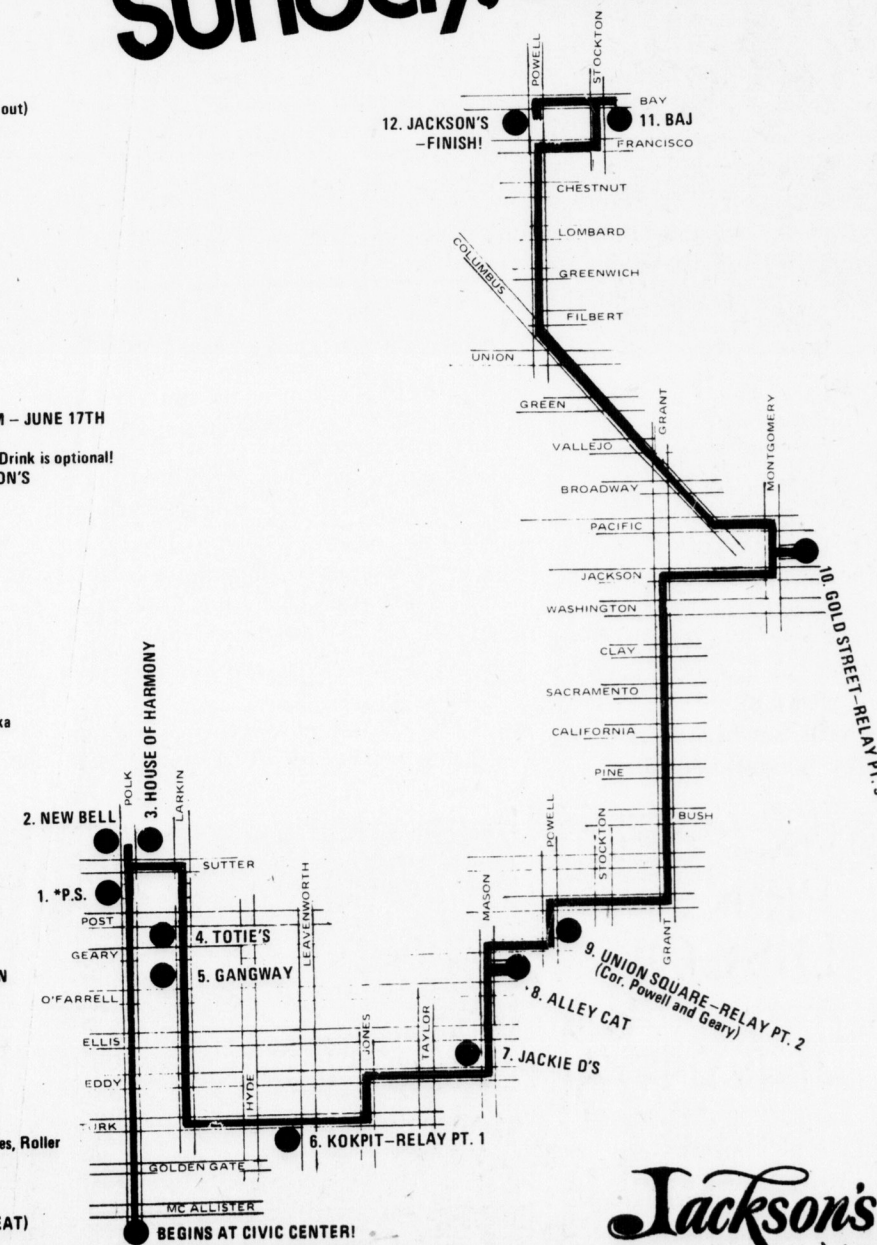 Sunday.
out)
POWELL
STOCKTON
BAY
12. JACKSON'S
–FINISH!
11. BAJ
FRANCISCO
CHESTNUT
LOMBARD
COLUMBUS
GREENWICH
FILBERT
UNION
GREEN
GRANT
MONTGOMERY
– JUNE 17TH
VALLEJO
Drink is optional!
ON'S
BROADWAY
PACIFIC
JACKSON
10. GOLD STREET–RELAY PT.
WASHINGTON
CLAY
SACRAMENTO
CALIFORNIA
PINE
BUSH
ka
POLK
3. HOUSE OF HARMONY
LARKIN
2. NEW BELL
SUTTER
POWELL
STOCKTON
1. *P.S.
LEAVENWORTH
MASON
POST
4. TOTIE'S
GEARY
GRANT
N
5. GANGWAY
9. UNION SQUARE–RELAY PT. 2
(Cor. Powell and Geary)
O'FARRELL
8. ALLEY CAT
ELLIS
JONES
TAYLOR
7. JACKIE D'S
EDDY
HYDE
URK
es, Roller
6. KOKPIT–RELAY PT. 1
GOLDEN GATE
MC ALLISTER
EAT)
BEGINS AT CIVIC CENTER!
Jackson's